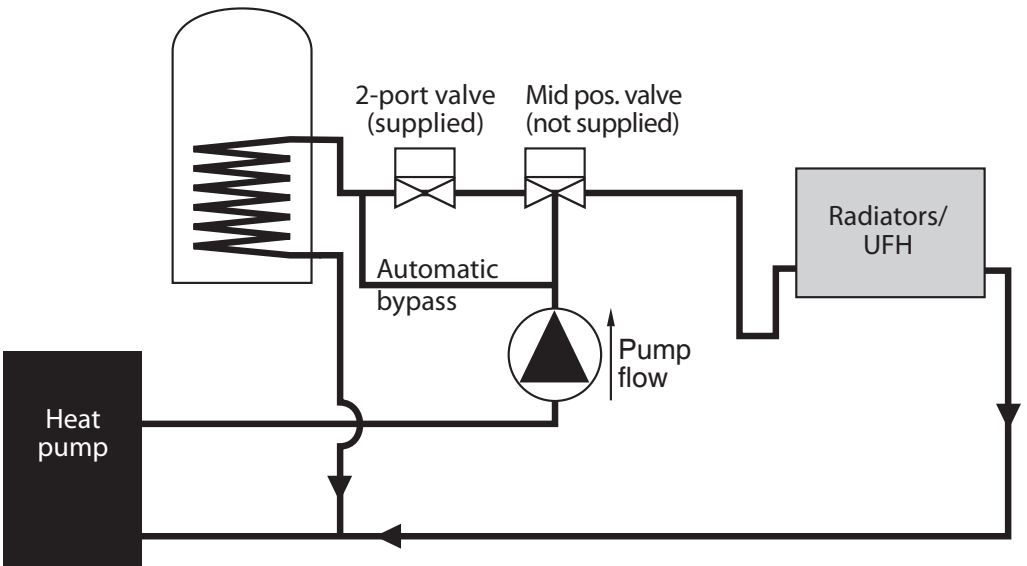 2-port valve
(supplied)
Mid pos. valve
(not supplied)
Radiators/
UFH
Automatic
bypass
Pump
flow
Heat
pump